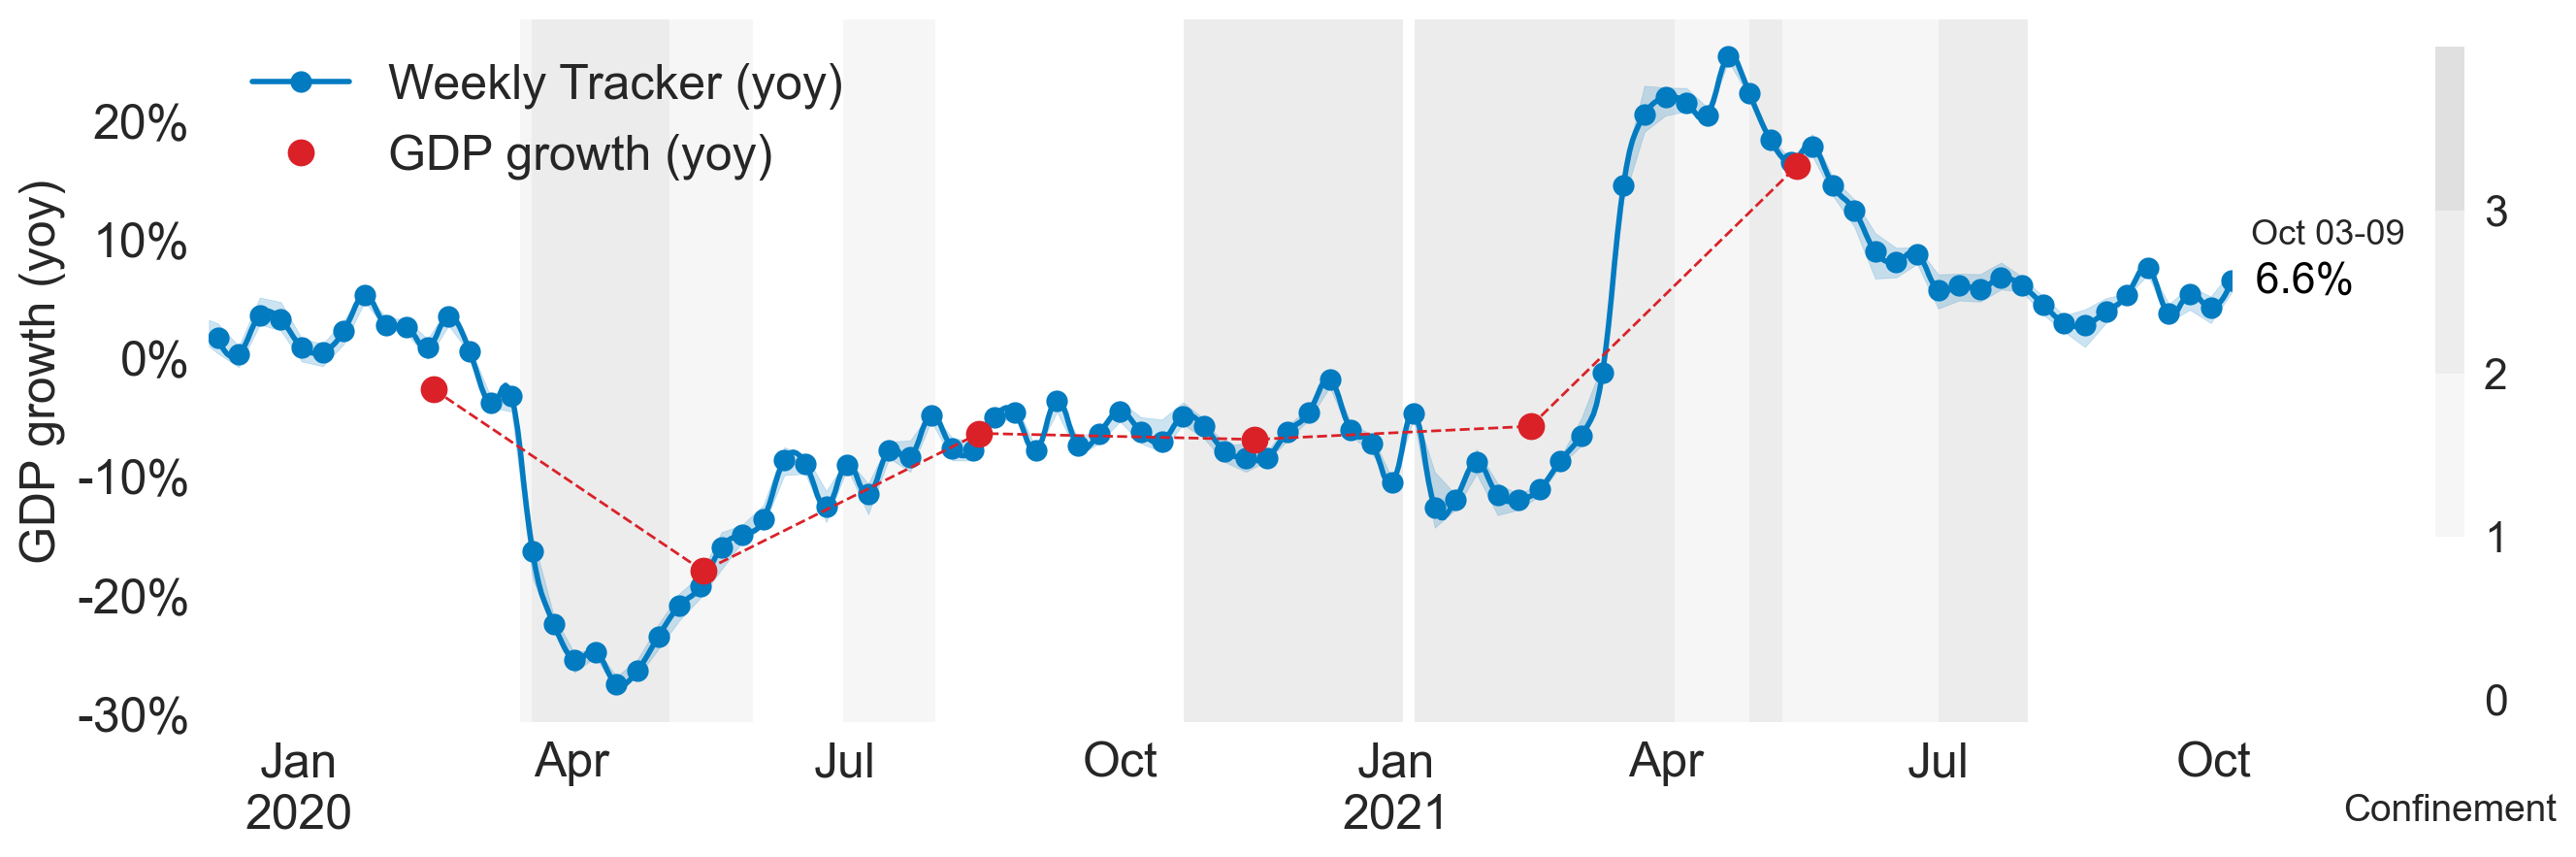 Weekly Tracker (yoy)
GDP growth (yoy)
GDP growth (yoy)
20%
10%
0%
-10%
-20%
-30%
Jan
2020
Apr
Jul
Oct
Jan
2021
Apr
Jul
Oct
Oct 03-09
6.6%
3
2
1
0
Confinement